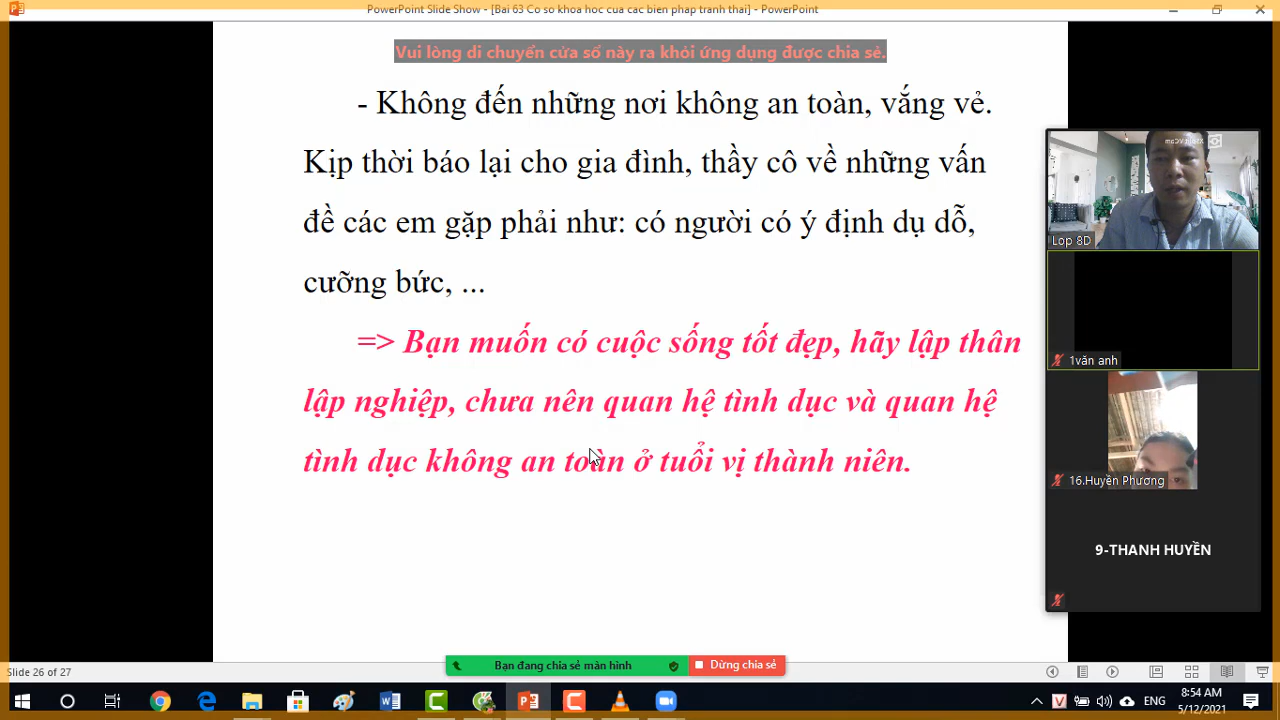 PowerPoint Slide Show - [Bai 63 Co so khoa hoc cua cac bien phap tranh thai] - PowerPoint
Vui lòng di chuyển cửa sổ này ra khỏi ứng dụng được chia sẻ.
- Không đến những nơi không an toàn, vắng vẻ.
Kịp thời báo lại cho gia đình, thầy cô về những vấn
đề các em gặp phải như: có người có ý định dụ dỗ,
cưỡng bức, ...
=> Bạn muốn có cuộc sống tốt đẹp, hãy lập thân
lập nghiệp, chưa nên quan hệ tình dục và quan hệ
tình dục không an toàn ở tuổi vị thành niên.
Lop 8D
1văn anh
16.Huyền Phương
9-THANH HUYỀN
Bạn đang chia sẻ màn hình
Dừng chia sẻ
Slide 26 of 27
ENG
8:54 AM
5/12/2021